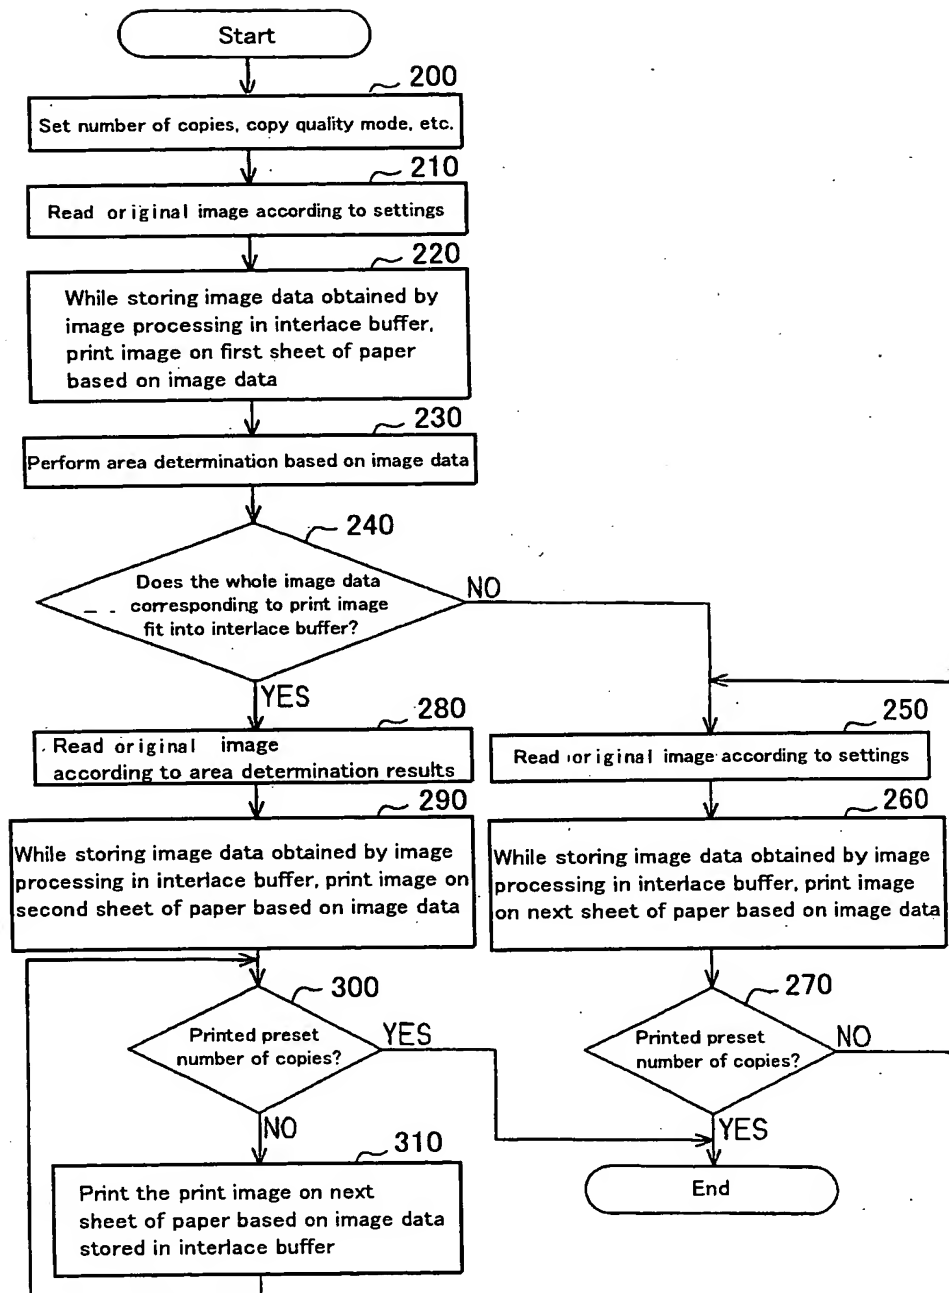 Start
200
Set number of copies, copy quality mode, etc.
210
Read original image according to settings
220
While storing image data obtained by
image processing in interlace buffer,
print image on first sheet of paper
based on image data
230
Perform area determination based on image data
240
Does the whole image data
corresponding to print image
fit into interlace buffer?
NO
YES
280
Read original image
according to area determination results
250
Read original image according to settings
290
While storing image data obtained by image
processing in interlace buffer, print image on
second sheet of paper based on image data
260
While storing image data obtained by image
processing in interlace buffer, print image
on next sheet of paper based on image data
300
Printed preset
number of copies?
YES
NO
270
Printed preset
number of copies?
NO
YES
310
Print the print image on next
sheet of paper based on image data
stored in interlace buffer
End